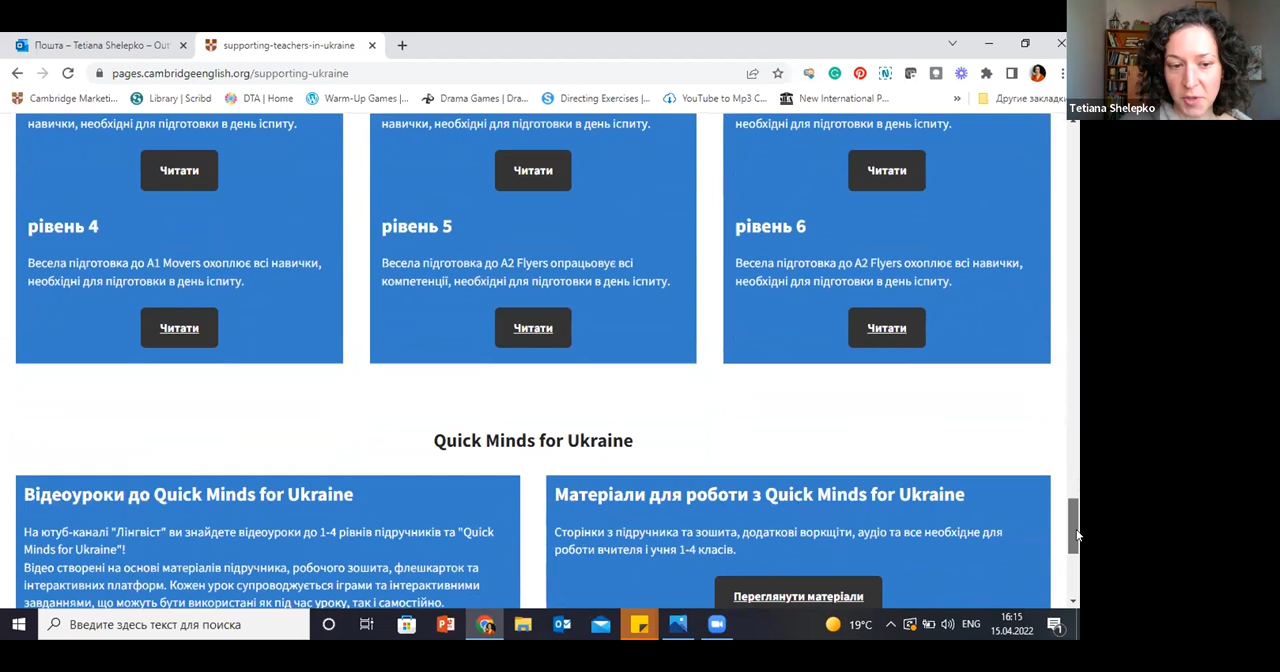 Пошта – Tetiana Shelepko – Out
supporting-teachers-in-ukraine
pages.cambridgeenglish.org/supporting-ukraine
Cambridge Marketi...
Library | Scribd
DTA | Home
Warm-Up Games |...
Drama Games | Dra...
Directing Exercises |...
YouTube to Mp3 C...
New International P...
»
Другие закладки
Tetiana Shelepko
навички, необхідні для підготовки в день іспиту.
навички, необхідні для підготовки в день іспиту.
необхідні для підготовки в день іспиту.
Читати
Читати
Читати
рівень 4
рівень 5
рівень 6
Весела підготовка до A1 Movers охоплює всі навички,
необхідні для підготовки в день іспиту.
Весела підготовка до A2 Flyers опрацьовує всі
компетенції, необхідні для підготовки в день іспиту.
Весела підготовка до A2 Flyers охоплює всі навички,
необхідні для підготовки в день іспиту.
Читати
Читати
Читати
Quick Minds for Ukraine
Відеоуроки до Quick Minds for Ukraine
На ютуб-каналі "Лінгвіст" ви знайдете відеоуроки до 1-4 рівнів підручників та "Quick
Minds for Ukraine"!
Відео створені на основі матеріалів підручника, робочого зошита, флешкарток та
інтерактивних платформ. Кожен урок супроводжується іграми та інтерактивними
завданнями, що можуть бути використані як під час уроку, так і самостійно.
Матеріали для роботи з Quick Minds for Ukraine
Сторінки з підручника та зошита, додаткові воркщіти, аудіо та все необхідне для
роботи вчителя і учня 1-4 класів.
Переглянути матеріали
Введите здесь текст для поиска
19°C
ENG
16:15
15.04.2022
1